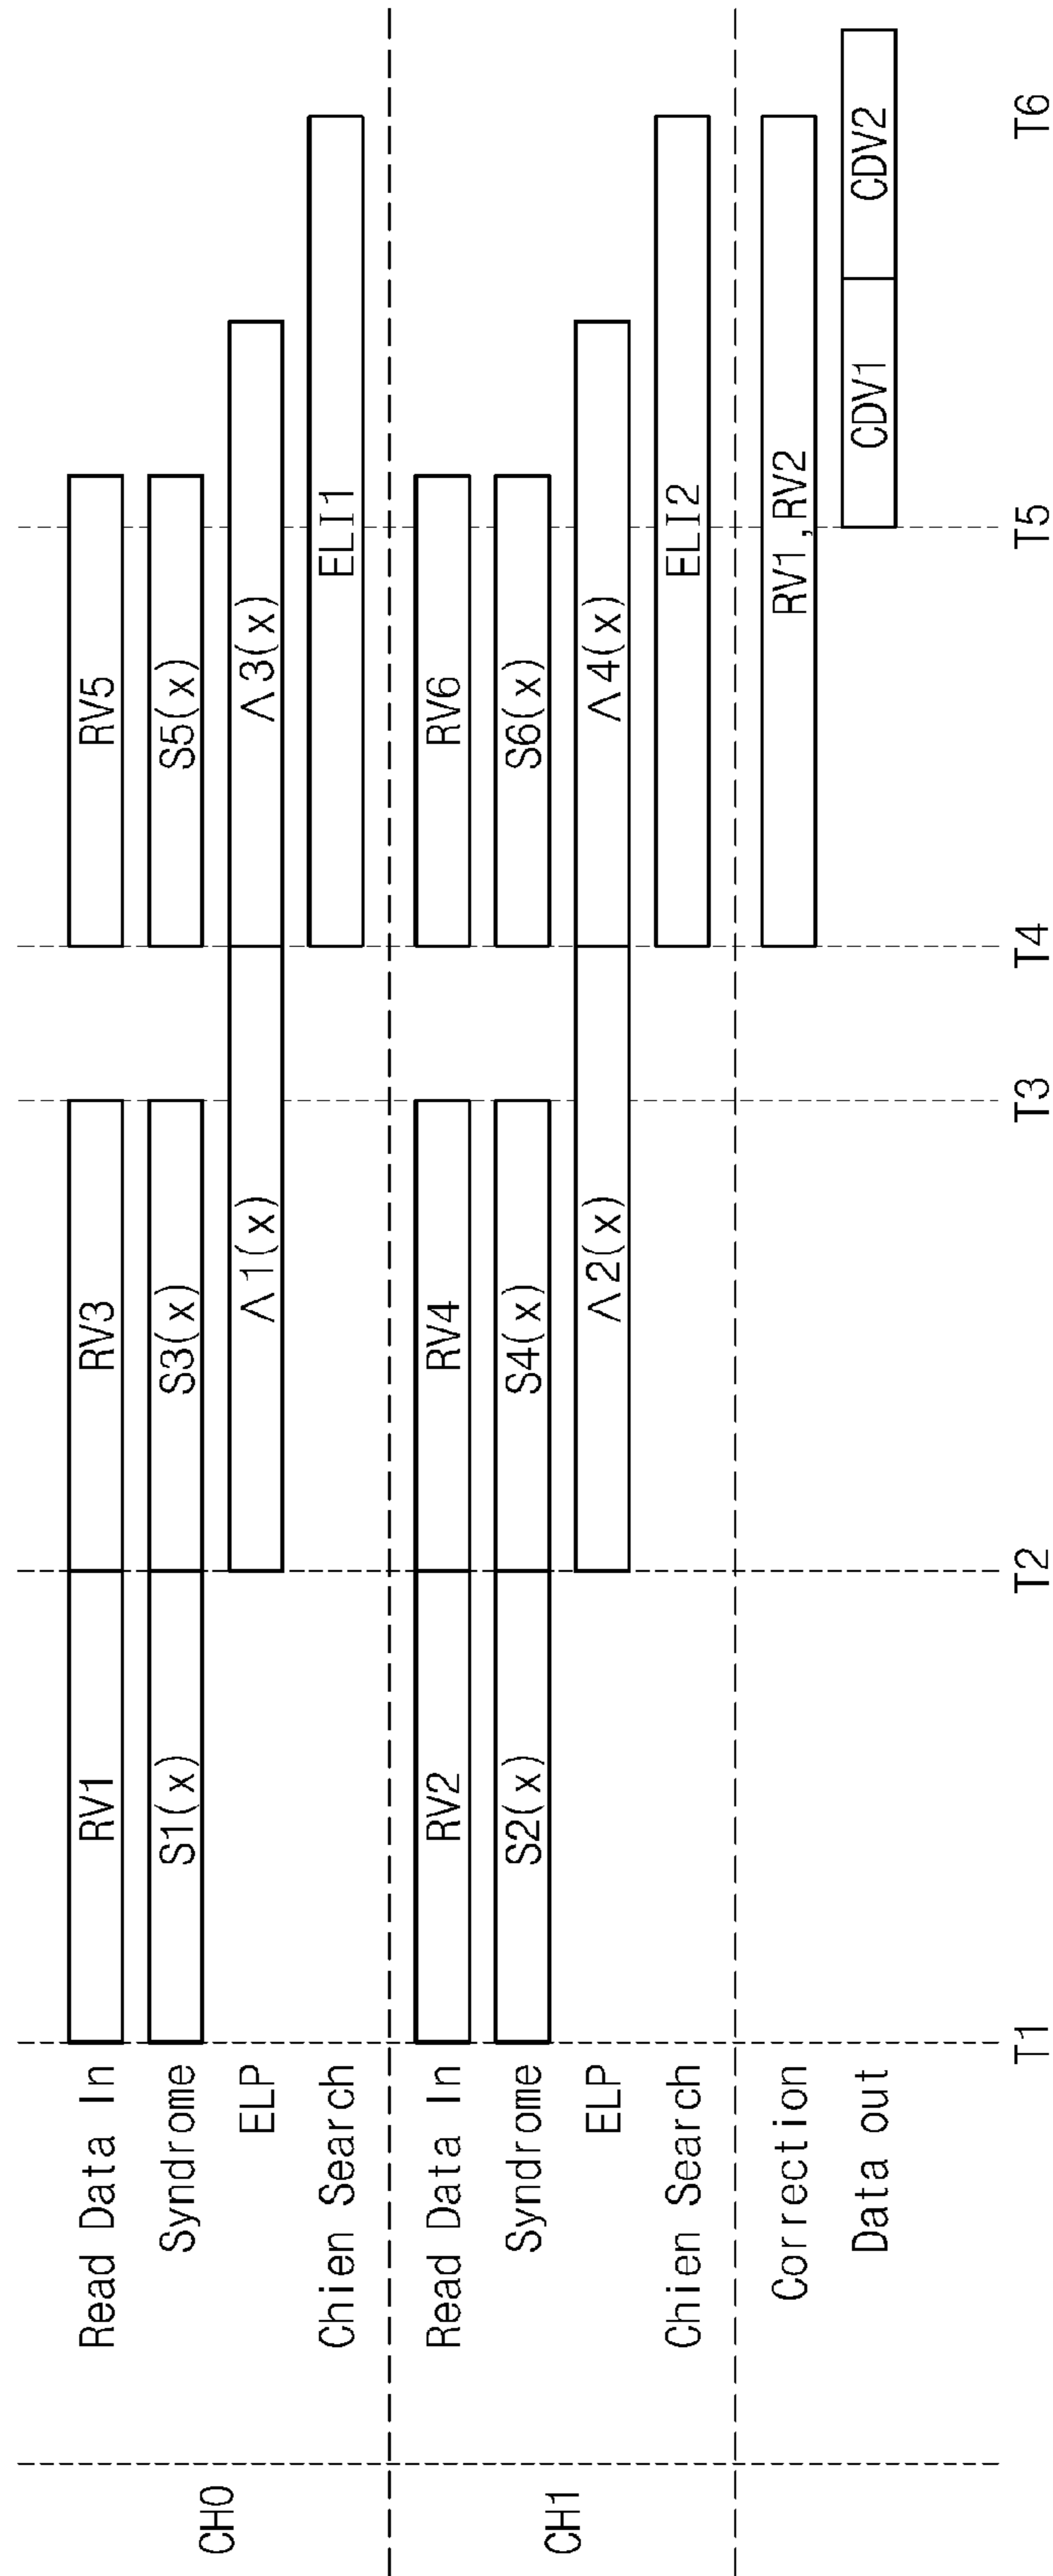 CH0
Read Data In
RV1
RV3
RV5
Syndrome
S1(x)
S3(x)
S5(x)
ELP
Λ1(x)
Λ3(x)
Chien Search
ELI1
CH1
Read Data In
RV2
RV4
RV6
Syndrome
S2(x)
S4(x)
S6(x)
ELP
Λ2(x)
Λ4(x)
Chien Search
ELI2
Correction
RV1,RV2
Data out
CDV1
CDV2
T1
T2
T3
T4
T5
T6